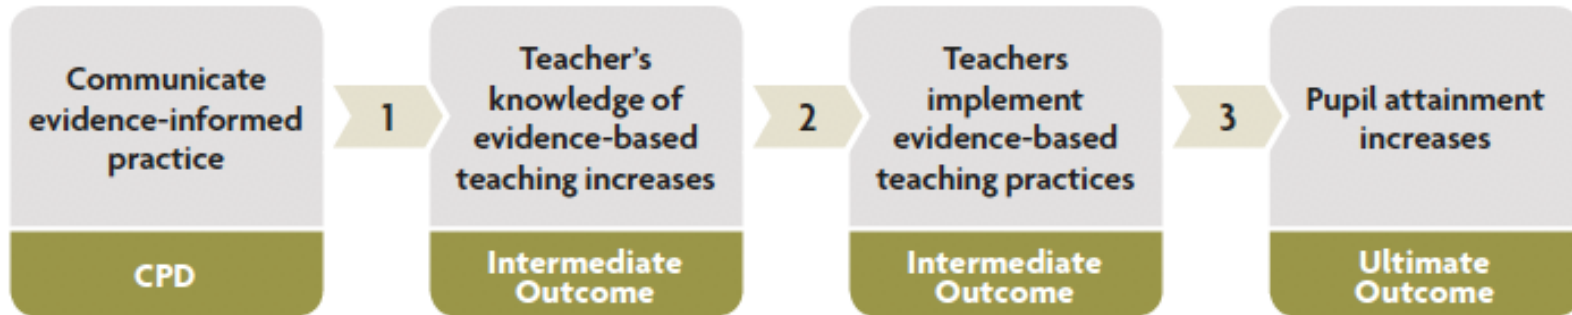 Communicate
evidence-informed
practice
CPD
1
Teacher's
knowledge of
evidence-based
teaching increases
Intermediate
Outcome
2
Teachers
implement
evidence-based
teaching practices
Intermediate
Outcome
3
Pupil attainment
increases
Ultimate
Outcome